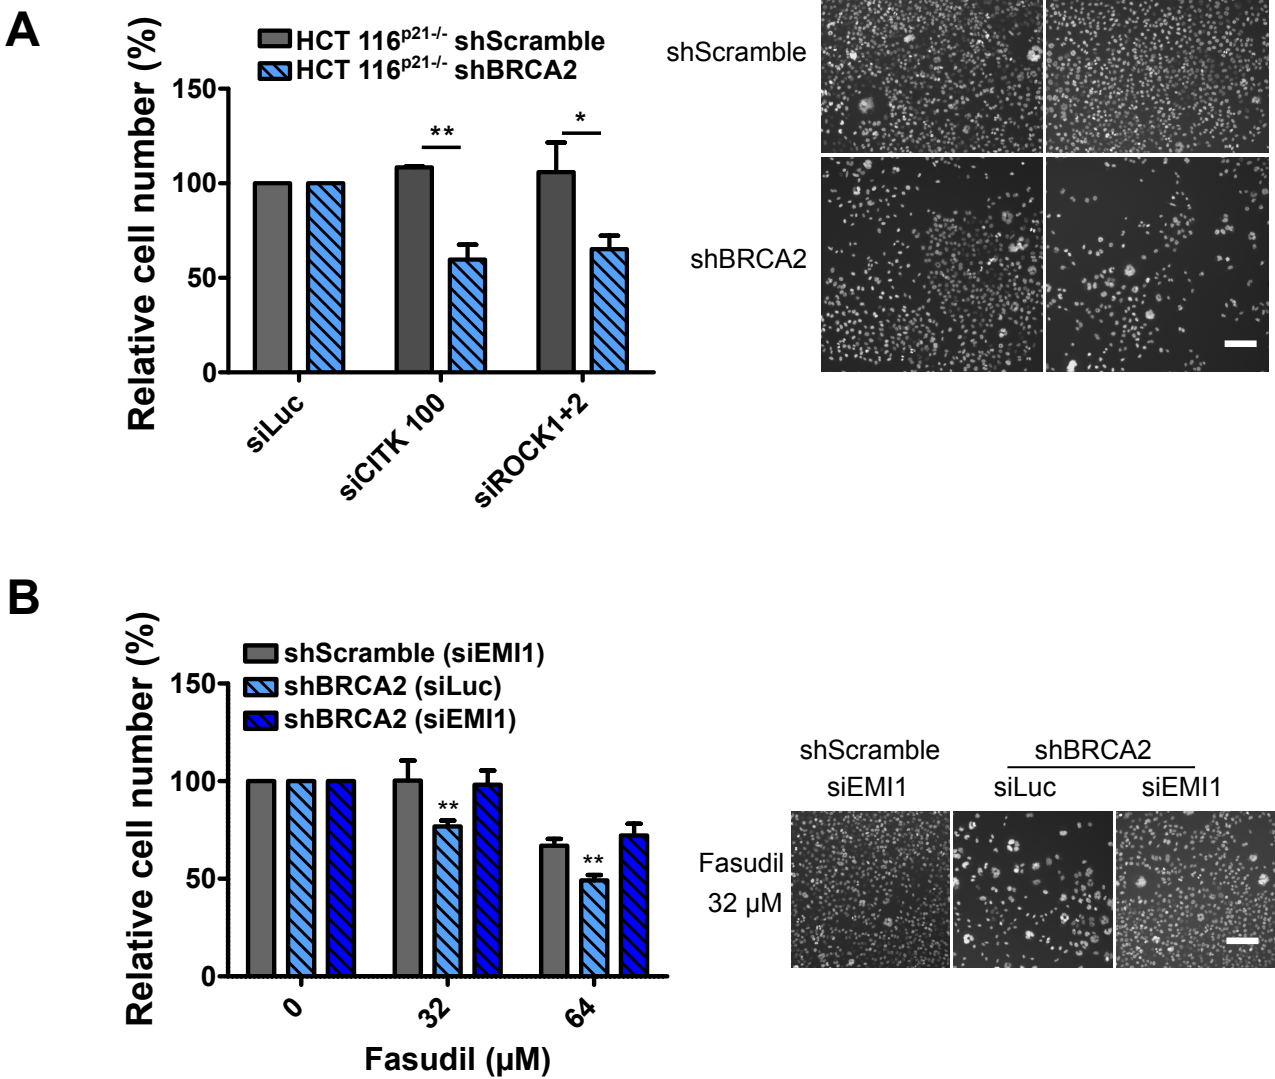 A
Relative cell number (%)
HCT 116p21-/- shScramble
HCT 116p21-/- shBRCA2
150
100
50
0
**
*
siLuc
siCITK 100
siROCK1+2
shScramble
shBRCA2
B
Relative cell number (%)
shScramble (siEMI1)
shBRCA2 (siLuc)
shBRCA2 (siEMI1)
150
100
50
0
**
**
0
32
64
Fasudil (µM)
shScramble
shBRCA2
siEMI1
siLuc
siEMI1
Fasudil
32 µM